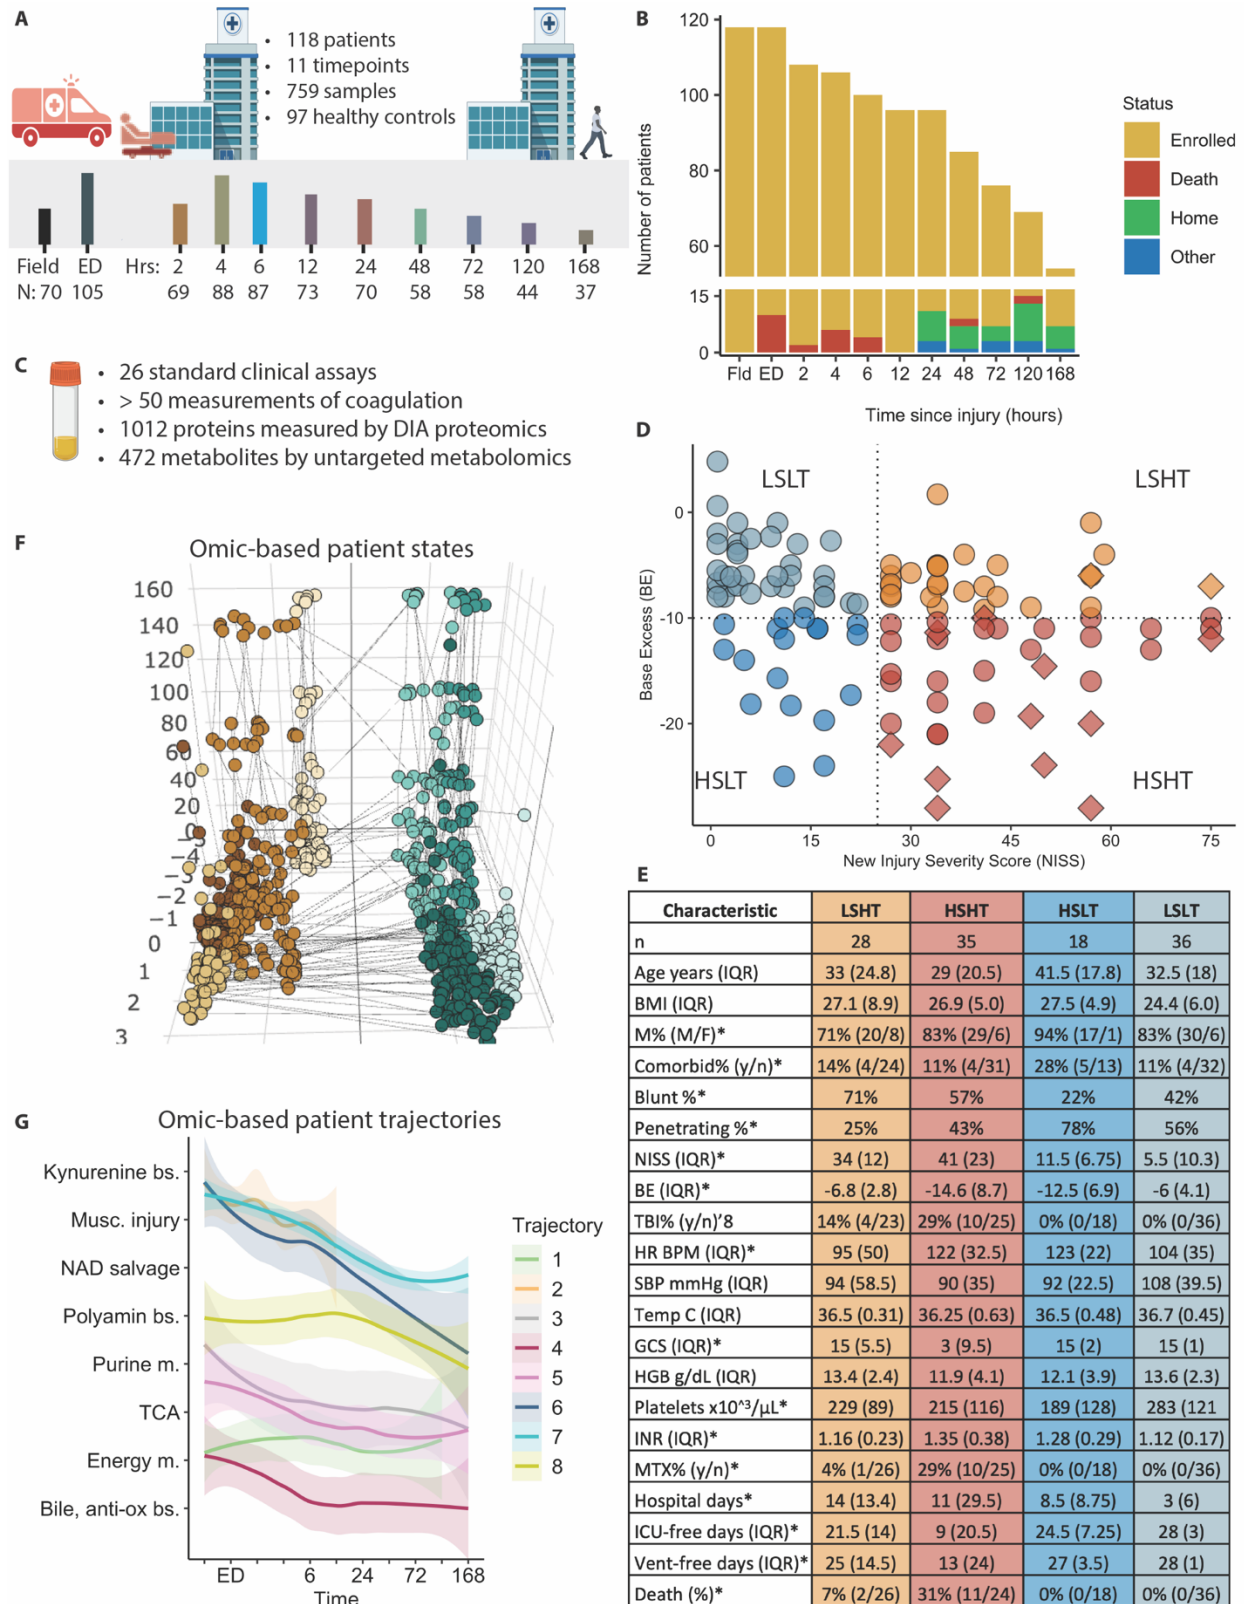 A
• 118 patients
• 11 timepoints
• 759 samples
• 97 healthy controls
Field ED Hrs: 2 4 6 12 24 48 72 120 168
N: 70 105 69 88 87 73 70 58 58 44 37
B
Number of patients
120
100
80
60
15
0
Fld ED 2 4 6 12 24 48 72 120 168
Time since injury (hours)
Status
Enrolled
Death
Home
Other
C
• 26 standard clinical assays
• > 50 measurements of coagulation
• 1012 proteins measured by DIA proteomics
• 472 metabolites by untargeted metabolomics
D
LSLT LSHT
HSLT HSHT
Base Excess (BE)
0
-10
-20
0 15 30 45 60 75
New Injury Severity Score (NISS)
F
Omic-based patient states
160
140
120
100
80
60
40
20
0
−4
−3
−2
−1
0
1
2
3
E
Characteristic LSHT HSHT HSLT LSLT
n 28 35 18 36
Age years (IQR) 33 (24.8) 29 (20.5) 41.5 (17.8) 32.5 (18)
BMI (IQR) 27.1 (8.9) 26.9 (5.0) 27.5 (4.9) 24.4 (6.0)
M% (M/F)* 71% (20/8) 83% (29/6) 94% (17/1) 83% (30/6)
Comorbid% (y/n)* 14% (4/24) 11% (4/31) 28% (5/13) 11% (4/32)
Blunt %* 71% 57% 22% 42%
Penetrating %* 25% 43% 78% 56%
NISS (IQR)* 34 (12) 41 (23) 11.5 (6.75) 5.5 (10.3)
BE (IQR)* -6.8 (2.8) -14.6 (8.7) -12.5 (6.9) -6 (4.1)
TBI% (y/n)’8 14% (4/23) 29% (10/25) 0% (0/18) 0% (0/36)
HR BPM (IQR)* 95 (50) 122 (32.5) 123 (22) 104 (35)
SBP mmHg (IQR) 94 (58.5) 90 (35) 92 (22.5) 108 (39.5)
Temp C (IQR) 36.5 (0.31) 36.25 (0.63) 36.5 (0.48) 36.7 (0.45)
GCS (IQR)* 15 (5.5) 3 (9.5) 15 (2) 15 (1)
HGB g/dL (IQR) 13.4 (2.4) 11.9 (4.1) 12.1 (3.9) 13.6 (2.3)
Platelets x10^3/µL* 229 (89) 215 (116) 189 (128) 283 (121
INR (IQR)* 1.16 (0.23) 1.35 (0.38) 1.28 (0.29) 1.12 (0.17)
MTX% (y/n)* 4% (1/26) 29% (10/25) 0% (0/18) 0% (0/36)
Hospital days* 14 (13.4) 11 (29.5) 8.5 (8.75) 3 (6)
ICU-free days (IQR)* 21.5 (14) 9 (20.5) 24.5 (7.25) 28 (3)
Vent-free days (IQR)* 25 (14.5) 13 (24) 27 (3.5) 28 (1)
Death (%)* 7% (2/26) 31% (11/24) 0% (0/18) 0% (0/36)
G
Omic-based patient trajectories
Kynurenine bs.
Musc. injury
NAD salvage
Polyamin bs.
Purine m.
TCA
Energy m.
Bile, anti-ox bs.
ED 6 24 72 168
Time
Trajectory
1
2
3
4
5
6
7
8